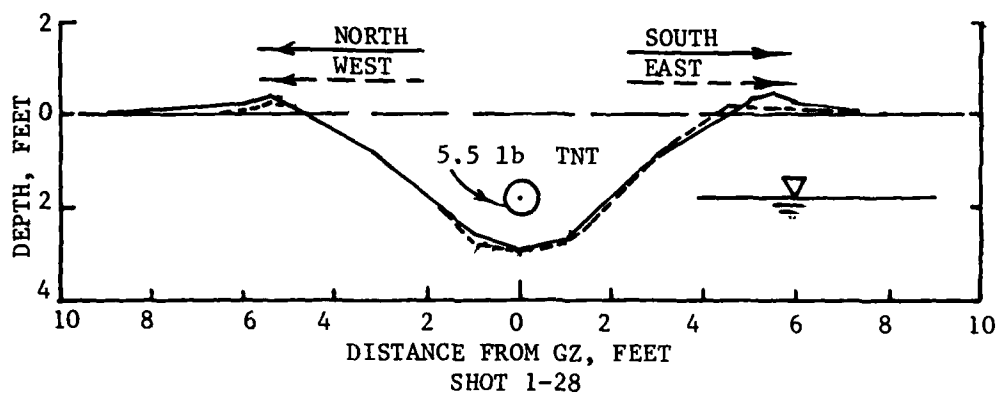 2
NORTH
SOUTH
WEST
EAST
0
5.5 lb TNT
2
4
DEPTH, FEET
10 8 6 4 2 0 2 4 6 8 10
DISTANCE FROM GZ, FEET
SHOT 1-28